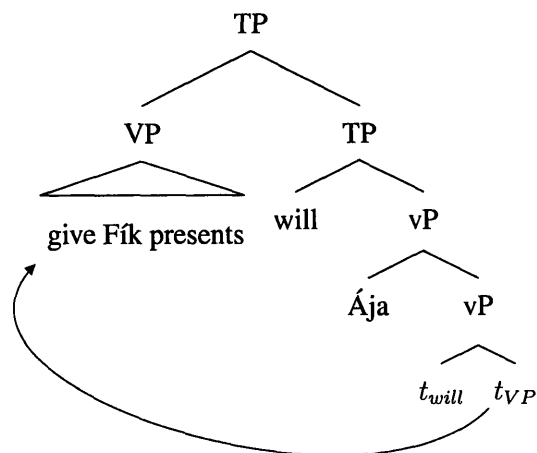 TP
VP TP
give Fík presents will vP
Ája vP
t_will t_VP